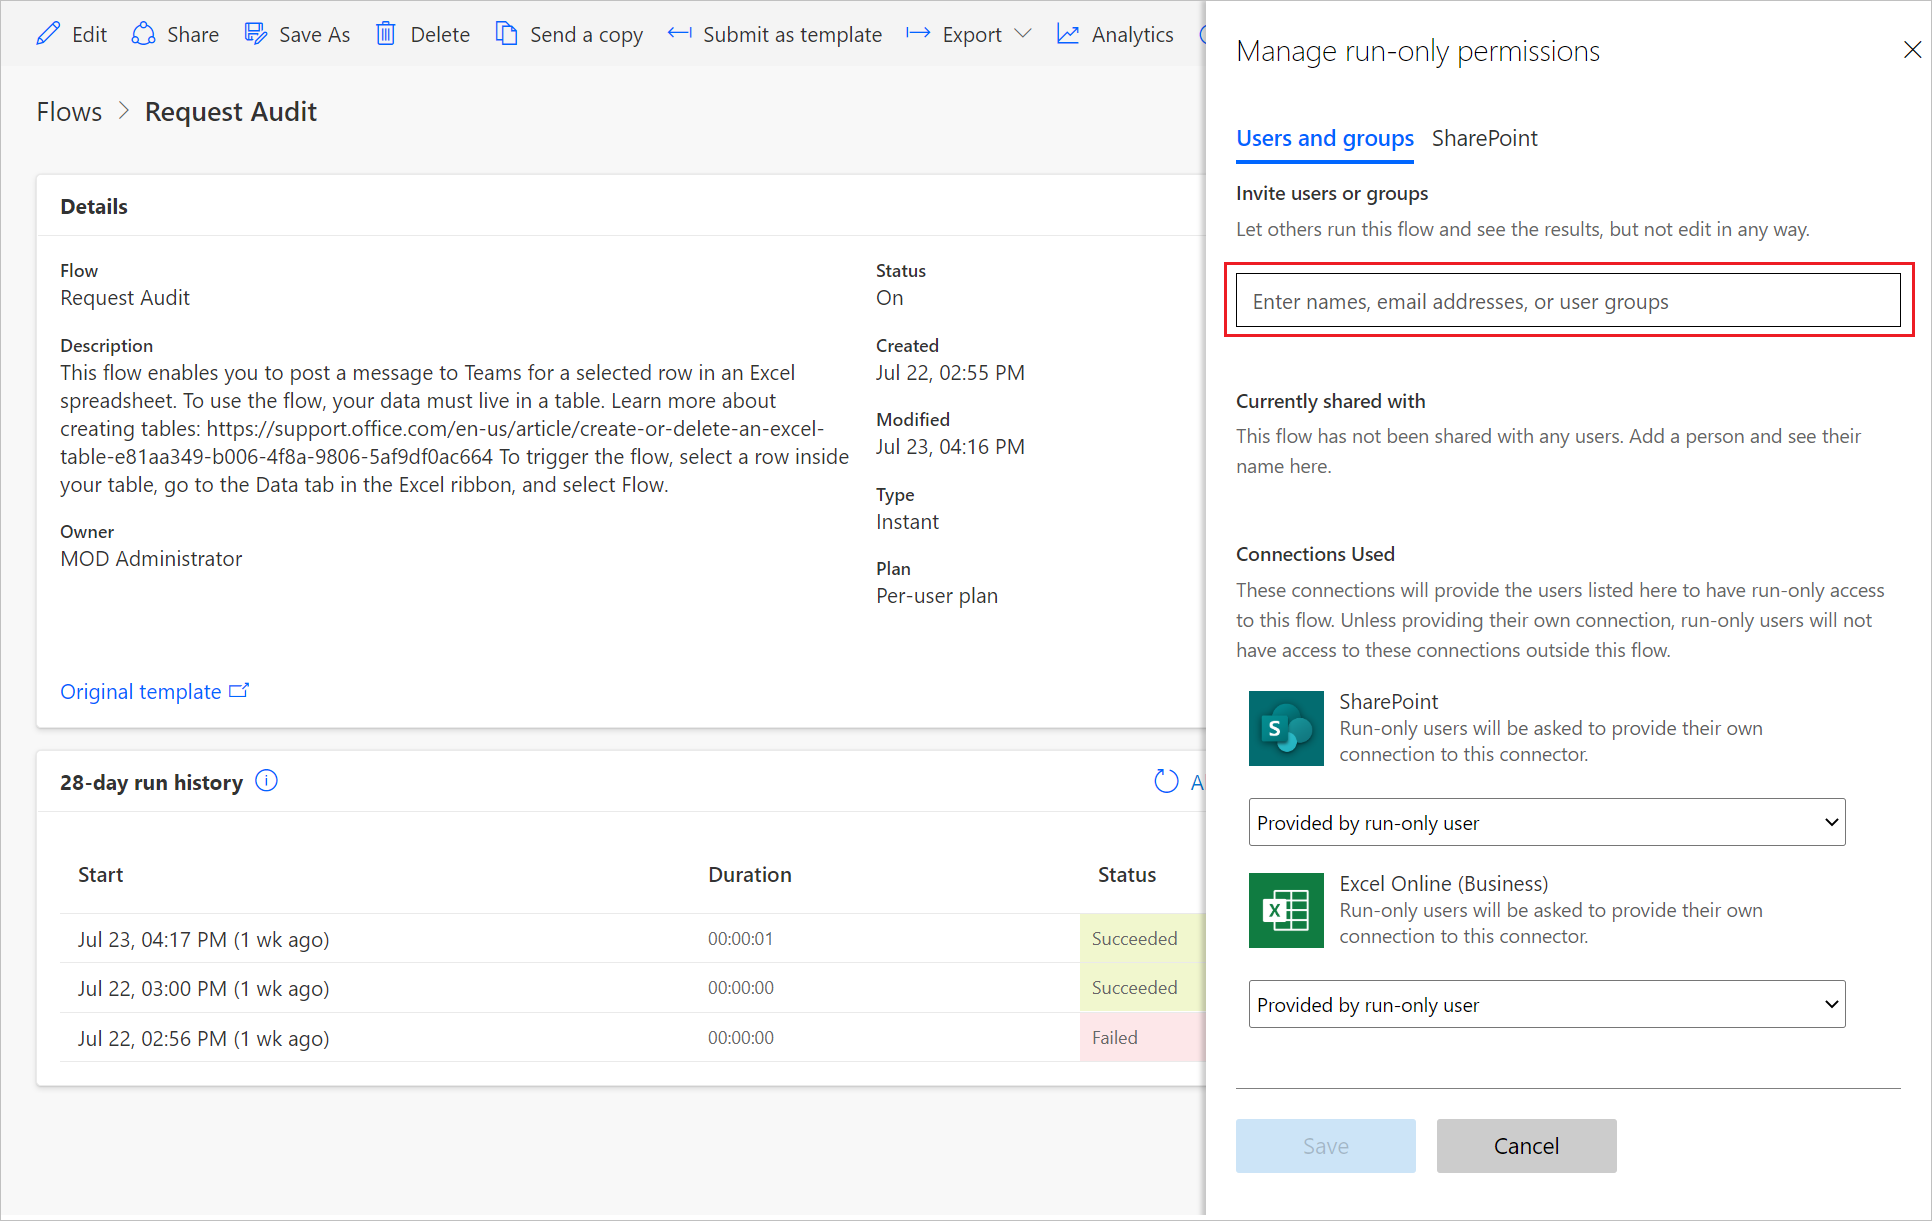 Edit Share Save As Delete Send a copy Submit as template Export Analytics
Flows > Request Audit
Details
Flow
Request Audit
Description
This flow enables you to post a message to Teams for a selected row in an Excel
spreadsheet. To use the flow, your data must live in a table. Learn more about
creating tables: https://support.office.com/en-us/article/create-or-delete-an-excel-
table-e81aa349-b006-4f8a-9806-5af9df0ac664 To trigger the flow, select a row inside
your table, go to the Data tab in the Excel ribbon, and select Flow.
Owner
MOD Administrator
Status
On
Created
Jul 22, 02:55 PM
Modified
Jul 23, 04:16 PM
Type
Instant
Plan
Per-user plan
Original template
28-day run history
Start Duration Status
Jul 23, 04:17 PM (1 wk ago) 00:00:01 Succeeded
Jul 22, 03:00 PM (1 wk ago) 00:00:00 Succeeded
Jul 22, 02:56 PM (1 wk ago) 00:00:00 Failed
Manage run-only permissions
Users and groups SharePoint
Invite users or groups
Let others run this flow and see the results, but not edit in any way.
Enter names, email addresses, or user groups
Currently shared with
This flow has not been shared with any users. Add a person and see their
name here.
Connections Used
These connections will provide the users listed here to have run-only access
to this flow. Unless providing their own connection, run-only users will not
have access to these connections outside this flow.
SharePoint
Run-only users will be asked to provide their own
connection to this connector.
Provided by run-only user
Excel Online (Business)
Run-only users will be asked to provide their own
connection to this connector.
Provided by run-only user
Save Cancel